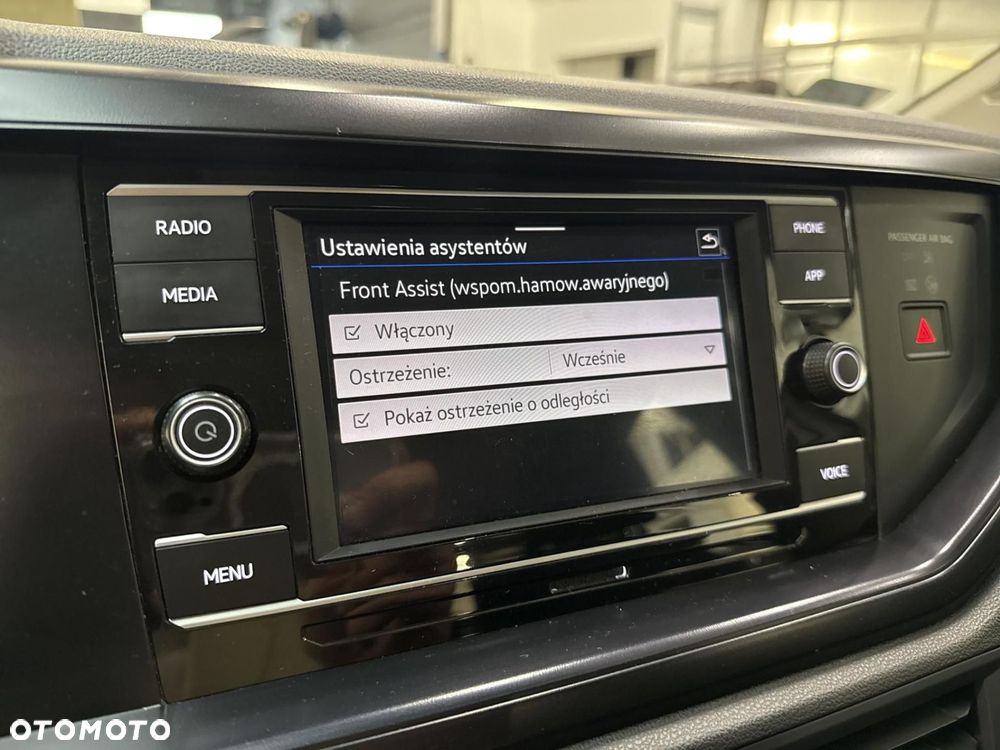 RADIO
MEDIA
MENU
Ustawienia asystentów
Front Assist (wspom.hamow.awaryjnego)
Włączony
Ostrzeżenie:
Wcześnie
Pokaż ostrzeżenie o odległości
PHONE
APP
VOICE
PASSENGER AIR BAG
OTOMOTO